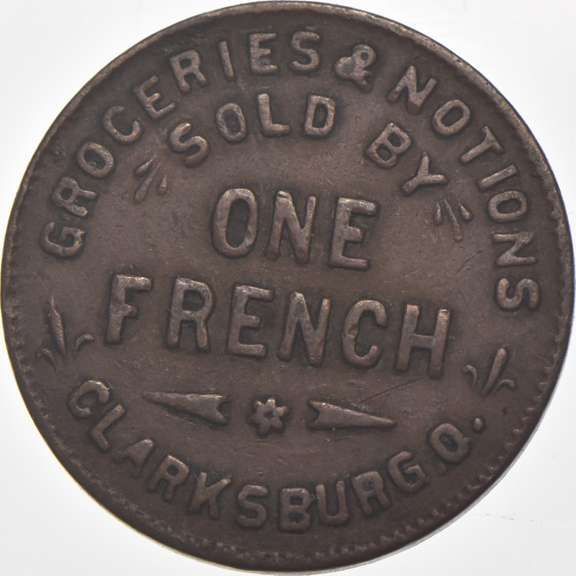 GROCERIES & NOTIONS
SOLD BY
ONE
FRENCH
CLARKSBURG, O.